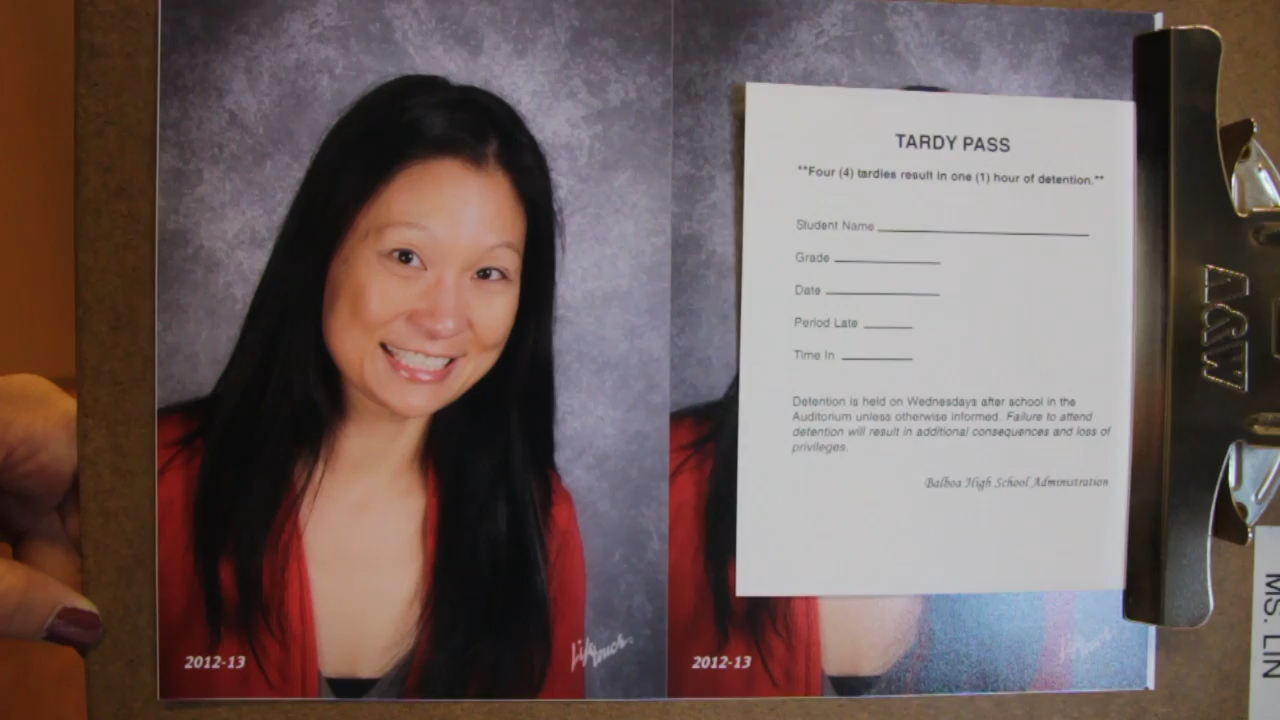 TARDY PASS
**Four (4) tardies result in one (1) hour of detention.**
Student Name
Grade
Date
Period Late
Time In
Detention is held on Wednesdays after school in the
Auditorium unless otherwise informed. Failure to attend
detention will result in additional consequences and loss of
privileges.
Balboa High School Administration
2012-13
Lifetouch.
2012-13
Lifetouch
A&W
MS. LIN